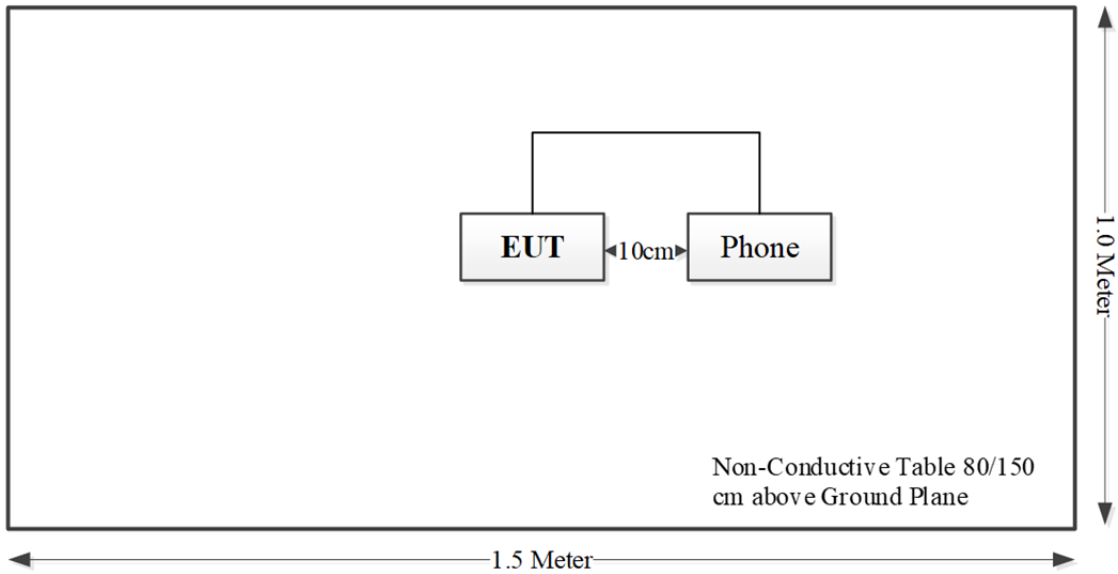 EUT
10cm
Phone
1.0 Meter
Non-Conductive Table 80/150
cm above Ground Plane
1.5 Meter